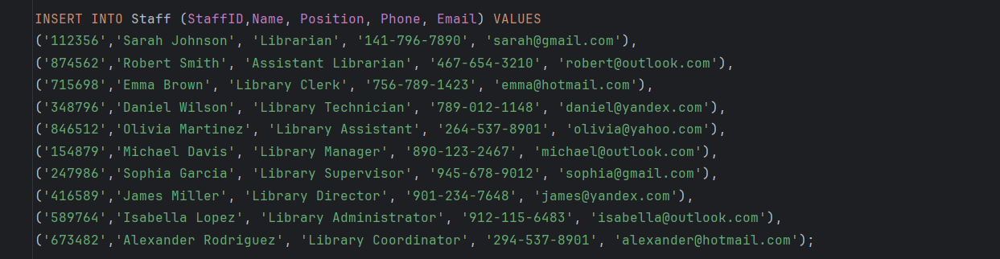 INSERT INTO Staff (StaffID,Name, Position, Phone, Email) VALUES
('112356','Sarah Johnson', 'Librarian', '141-796-7890', 'sarah@gmail.com'),
('874562','Robert Smith', 'Assistant Librarian', '467-654-3210', 'robert@outlook.com'),
('715698','Emma Brown', 'Library Clerk', '756-789-1423', 'emma@hotmail.com'),
('348796','Daniel Wilson', 'Library Technician', '789-012-1148', 'daniel@yandex.com'),
('846512','Olivia Martinez', 'Library Assistant', '264-537-8901', 'olivia@yahoo.com'),
('154879','Michael Davis', 'Library Manager', '890-123-2467', 'michael@outlook.com'),
('247986','Sophia Garcia', 'Library Supervisor', '945-678-9012', 'sophia@gmail.com'),
('416589','James Miller', 'Library Director', '901-234-7648', 'james@yandex.com'),
('589764','Isabella Lopez', 'Library Administrator', '912-115-6483', 'isabella@outlook.com'),
('673482','Alexander Rodriguez', 'Library Coordinator', '294-537-8901', 'alexander@hotmail.com');